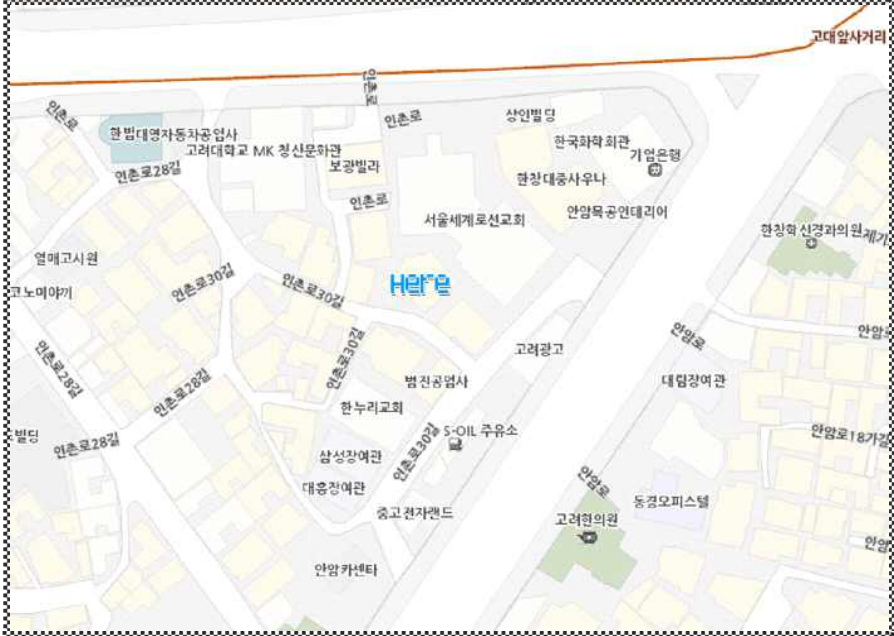 고대앞사거리
인촌로
인촌로
인촌로
상인빌딩
한범대영자동차공업사
한국화학회관
고려대학교 MK 청산문화관
기업은행
보광빌라
인촌로28길
한창대중사우나
인촌로
안암목공인테리어
서울세계로선교회
한창학신경과의원
제기
열매고시원
인촌로30길
인촌로30길
Here
코노미야끼
안암로
안암로
고려광고
인촌로30길
인촌로28길
인촌로28길
범진공업사
대림장여관
한누리교회
빌딩
인촌로28길
S-OIL 주유소
안암로18가길
삼성장여관
인촌로30길
대흥장여관
안암로
동경오피스텔
중고전자랜드
고려한의원
안암
안암카센타